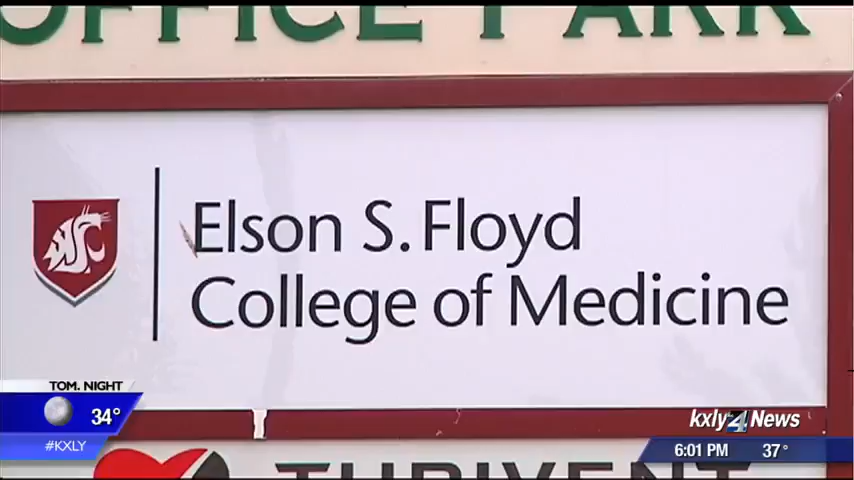 OFFICE PARK
Elson S. Floyd
College of Medicine
TOM. NIGHT
34°
#KXLY
kxly4 News
6:01 PM 37°
THRIVENT